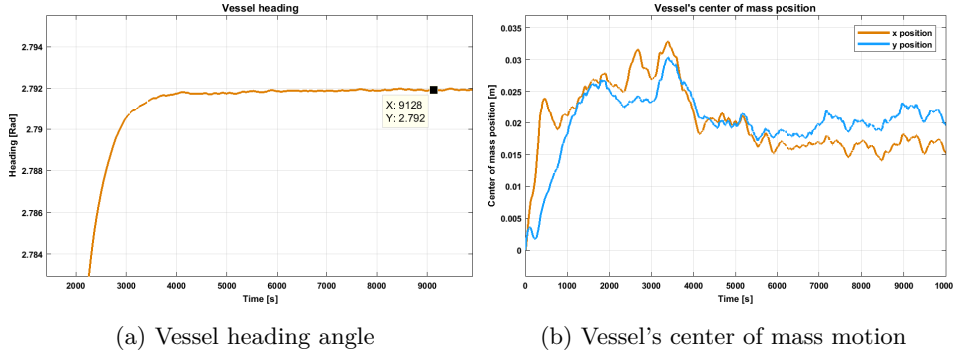 Vessel heading
2.794
2.792
2.79
2.788
2.786
2.784
Heading [Rad]
X: 9128
Y: 2.792
2000 3000 4000 5000 6000 7000 8000 9000
Time [s]
(a) Vessel heading angle
Vessel's center of mass position
0.035
0.03
0.025
0.02
0.015
0.01
0.005
0
Center of mass position [m]
x position
y position
0 1000 2000 3000 4000 5000 6000 7000 8000 9000 1000
Time [s]
(b) Vessel's center of mass motion